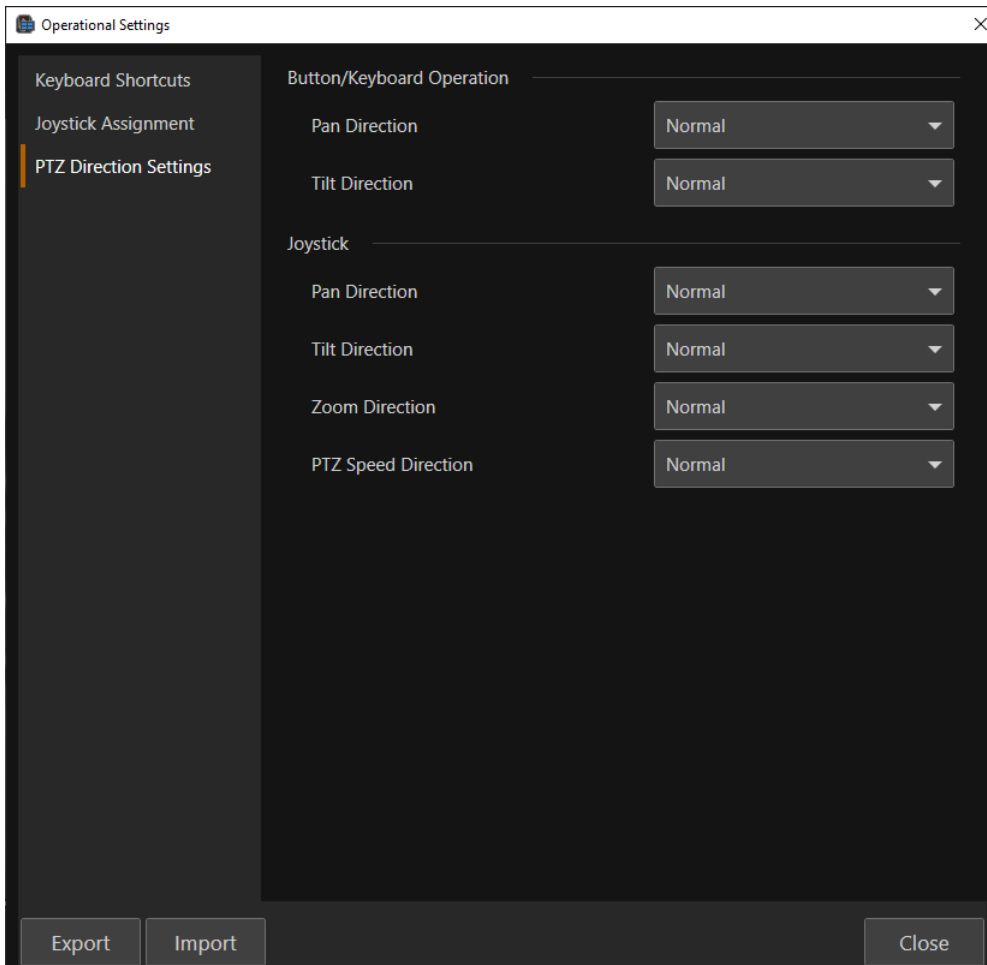 Operational Settings
Keyboard Shortcuts
Joystick Assignment
PTZ Direction Settings
Button/Keyboard Operation
Pan Direction Normal
Tilt Direction Normal
Joystick
Pan Direction Normal
Tilt Direction Normal
Zoom Direction Normal
PTZ Speed Direction Normal
Export Import Close